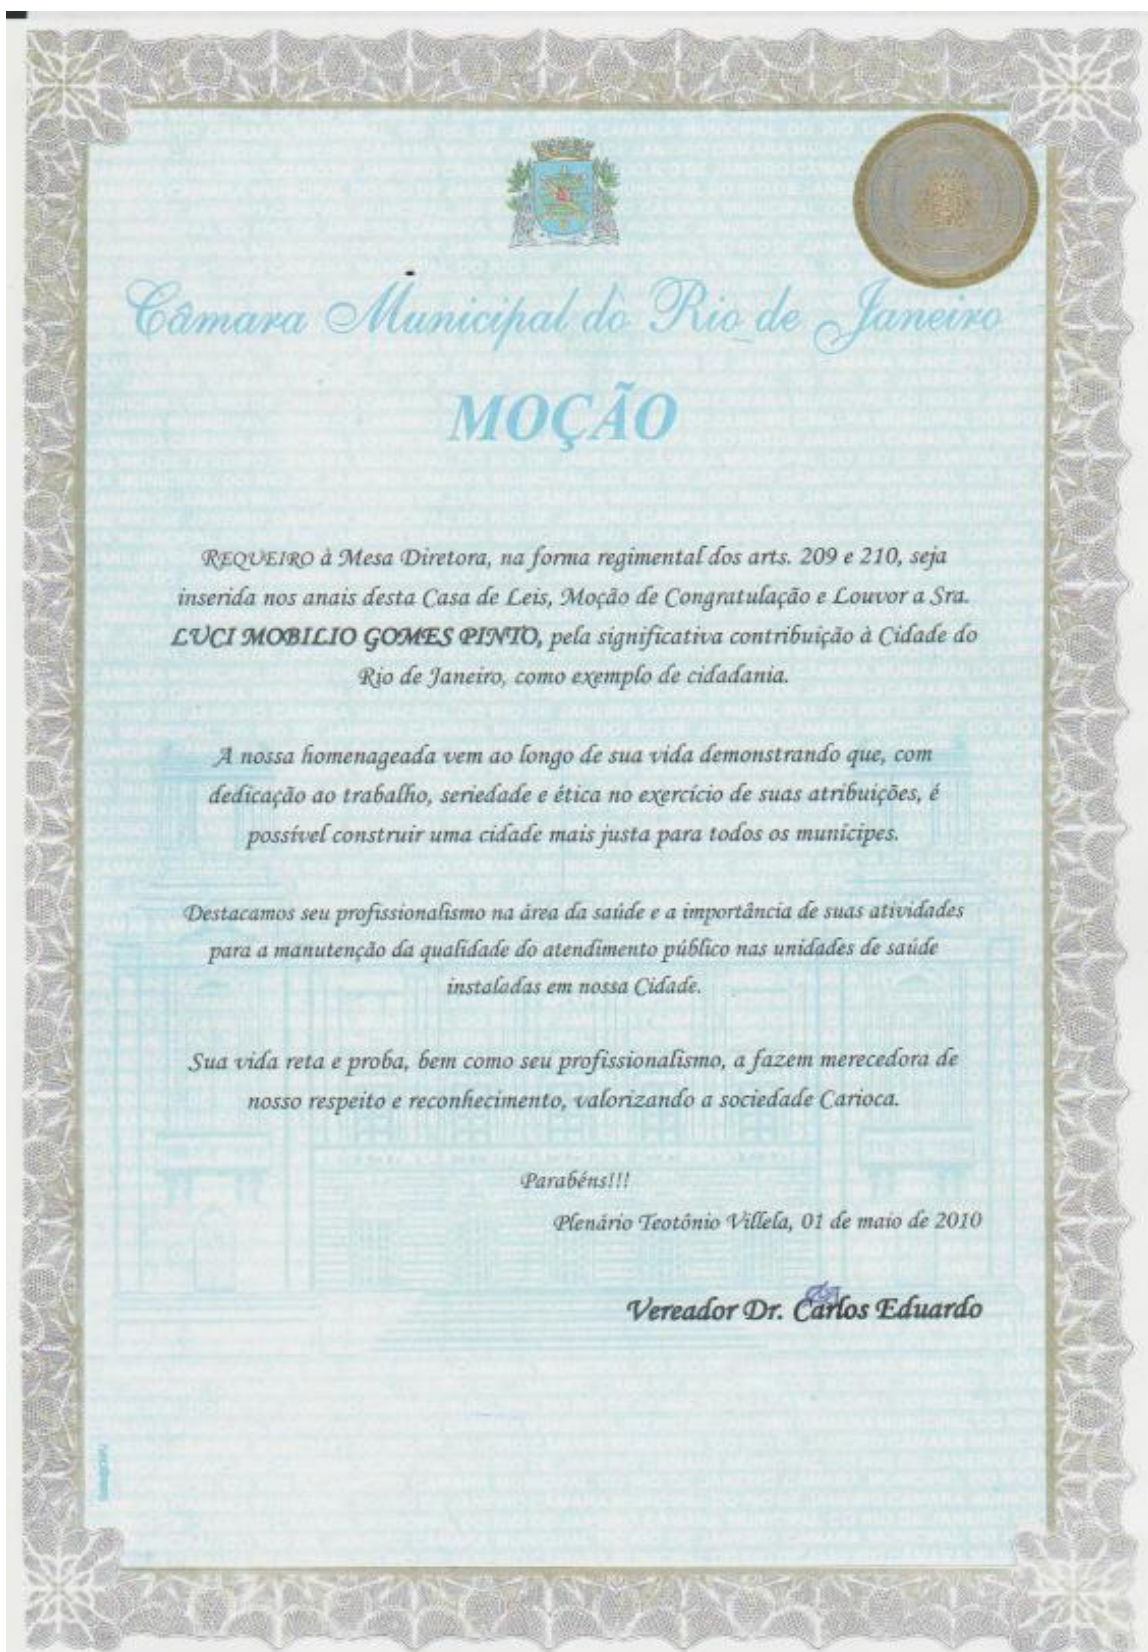 Câmara Municipal do Rio de Janeiro
MOÇÃO
REQUEIRO à Mesa Diretora, na forma regimental dos arts. 209 e 210, seja
inserida nos anais desta Casa de Leis, Moção de Congratulação e Louvor a Sra.
LUCI MOBILIO GOMES PINTO, pela significativa contribuição à Cidade do
Rio de Janeiro, como exemplo de cidadania.
A nossa homenageada vem ao longo de sua vida demonstrando que, com
dedicação ao trabalho, seriedade e ética no exercício de suas atribuições, é
possível construir uma cidade mais justa para todos os munícipes.
Destacamos seu profissionalismo na área da saúde e a importância de suas atividades
para a manutenção da qualidade do atendimento público nas unidades de saúde
instaladas em nossa Cidade.
Sua vida reta e proba, bem como seu profissionalismo, a fazem merecedora de
nosso respeito e reconhecimento, valorizando a sociedade Carioca.
Parabéns!!!
Plenário Teotônio Villela, 01 de maio de 2010
Vereador Dr. Carlos Eduardo